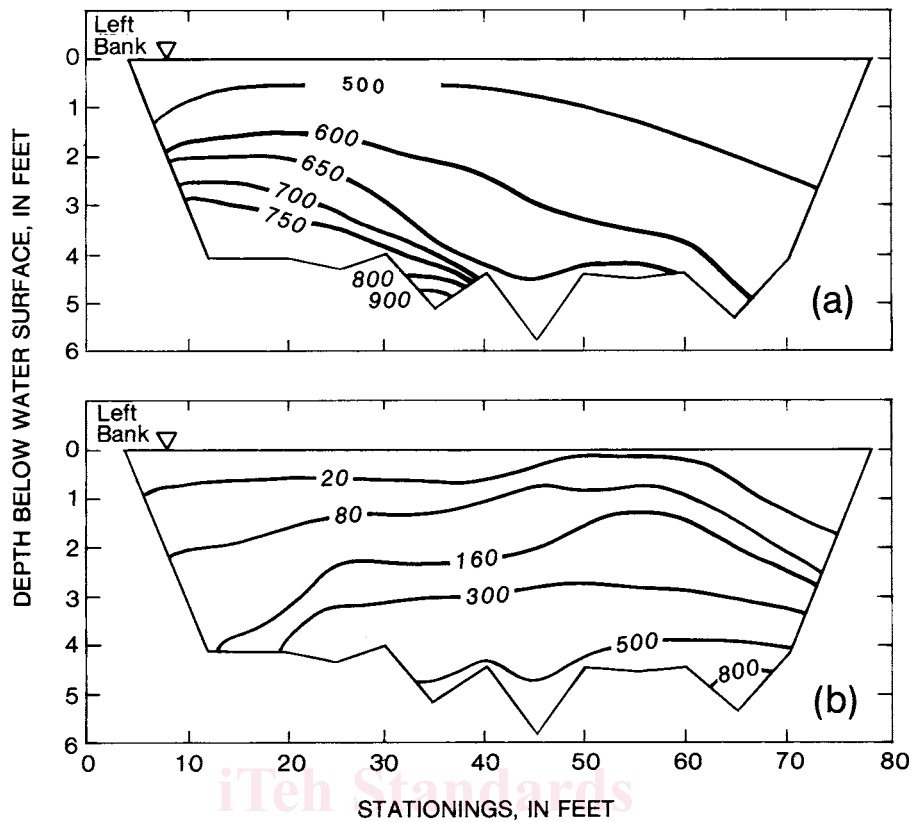 DEPTH BELOW WATER SURFACE, IN FEET
Left
Bank
0
1
2
3
4
5
6
500
600
650
700
750
800
900
(a)
Left
Bank
0
1
2
3
4
5
6
20
80
160
300
500
800
(b)
0 10 20 30 40 50 60 70 80
iTeh Standards
STATIONINGS, IN FEET